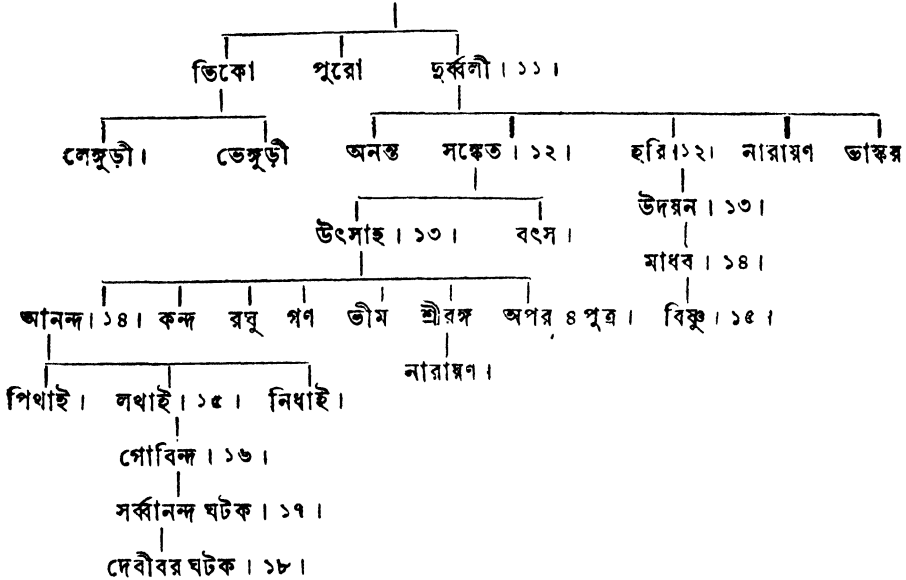 ভিকো পুরো দুর্ব্বলী । ১১ ।
লেঙ্গুড়ী । ভেঙ্গুড়ী অনন্ত সঙ্কেত । ১২ । হরি । ১২ । নারায়ণ ভাস্কর
উদয়ন । ১৩ ।
উৎসাহ । ১৩ । বৎস ।
মাধব । ১৪ ।
আনন্দ । ১৪ । কন্দ রঘু গণ ভীম শ্রীরঙ্গ অপর ৪ পুত্র । বিষ্ণু । ১৫ ।
নারায়ণ ।
পিথাই । লথাই । ১৫ । নিধাই ।
গোবিন্দ । ১৬ ।
সর্ব্বানন্দ ঘটক । ১৭ ।
দেবীবর ঘটক । ১৮ ।